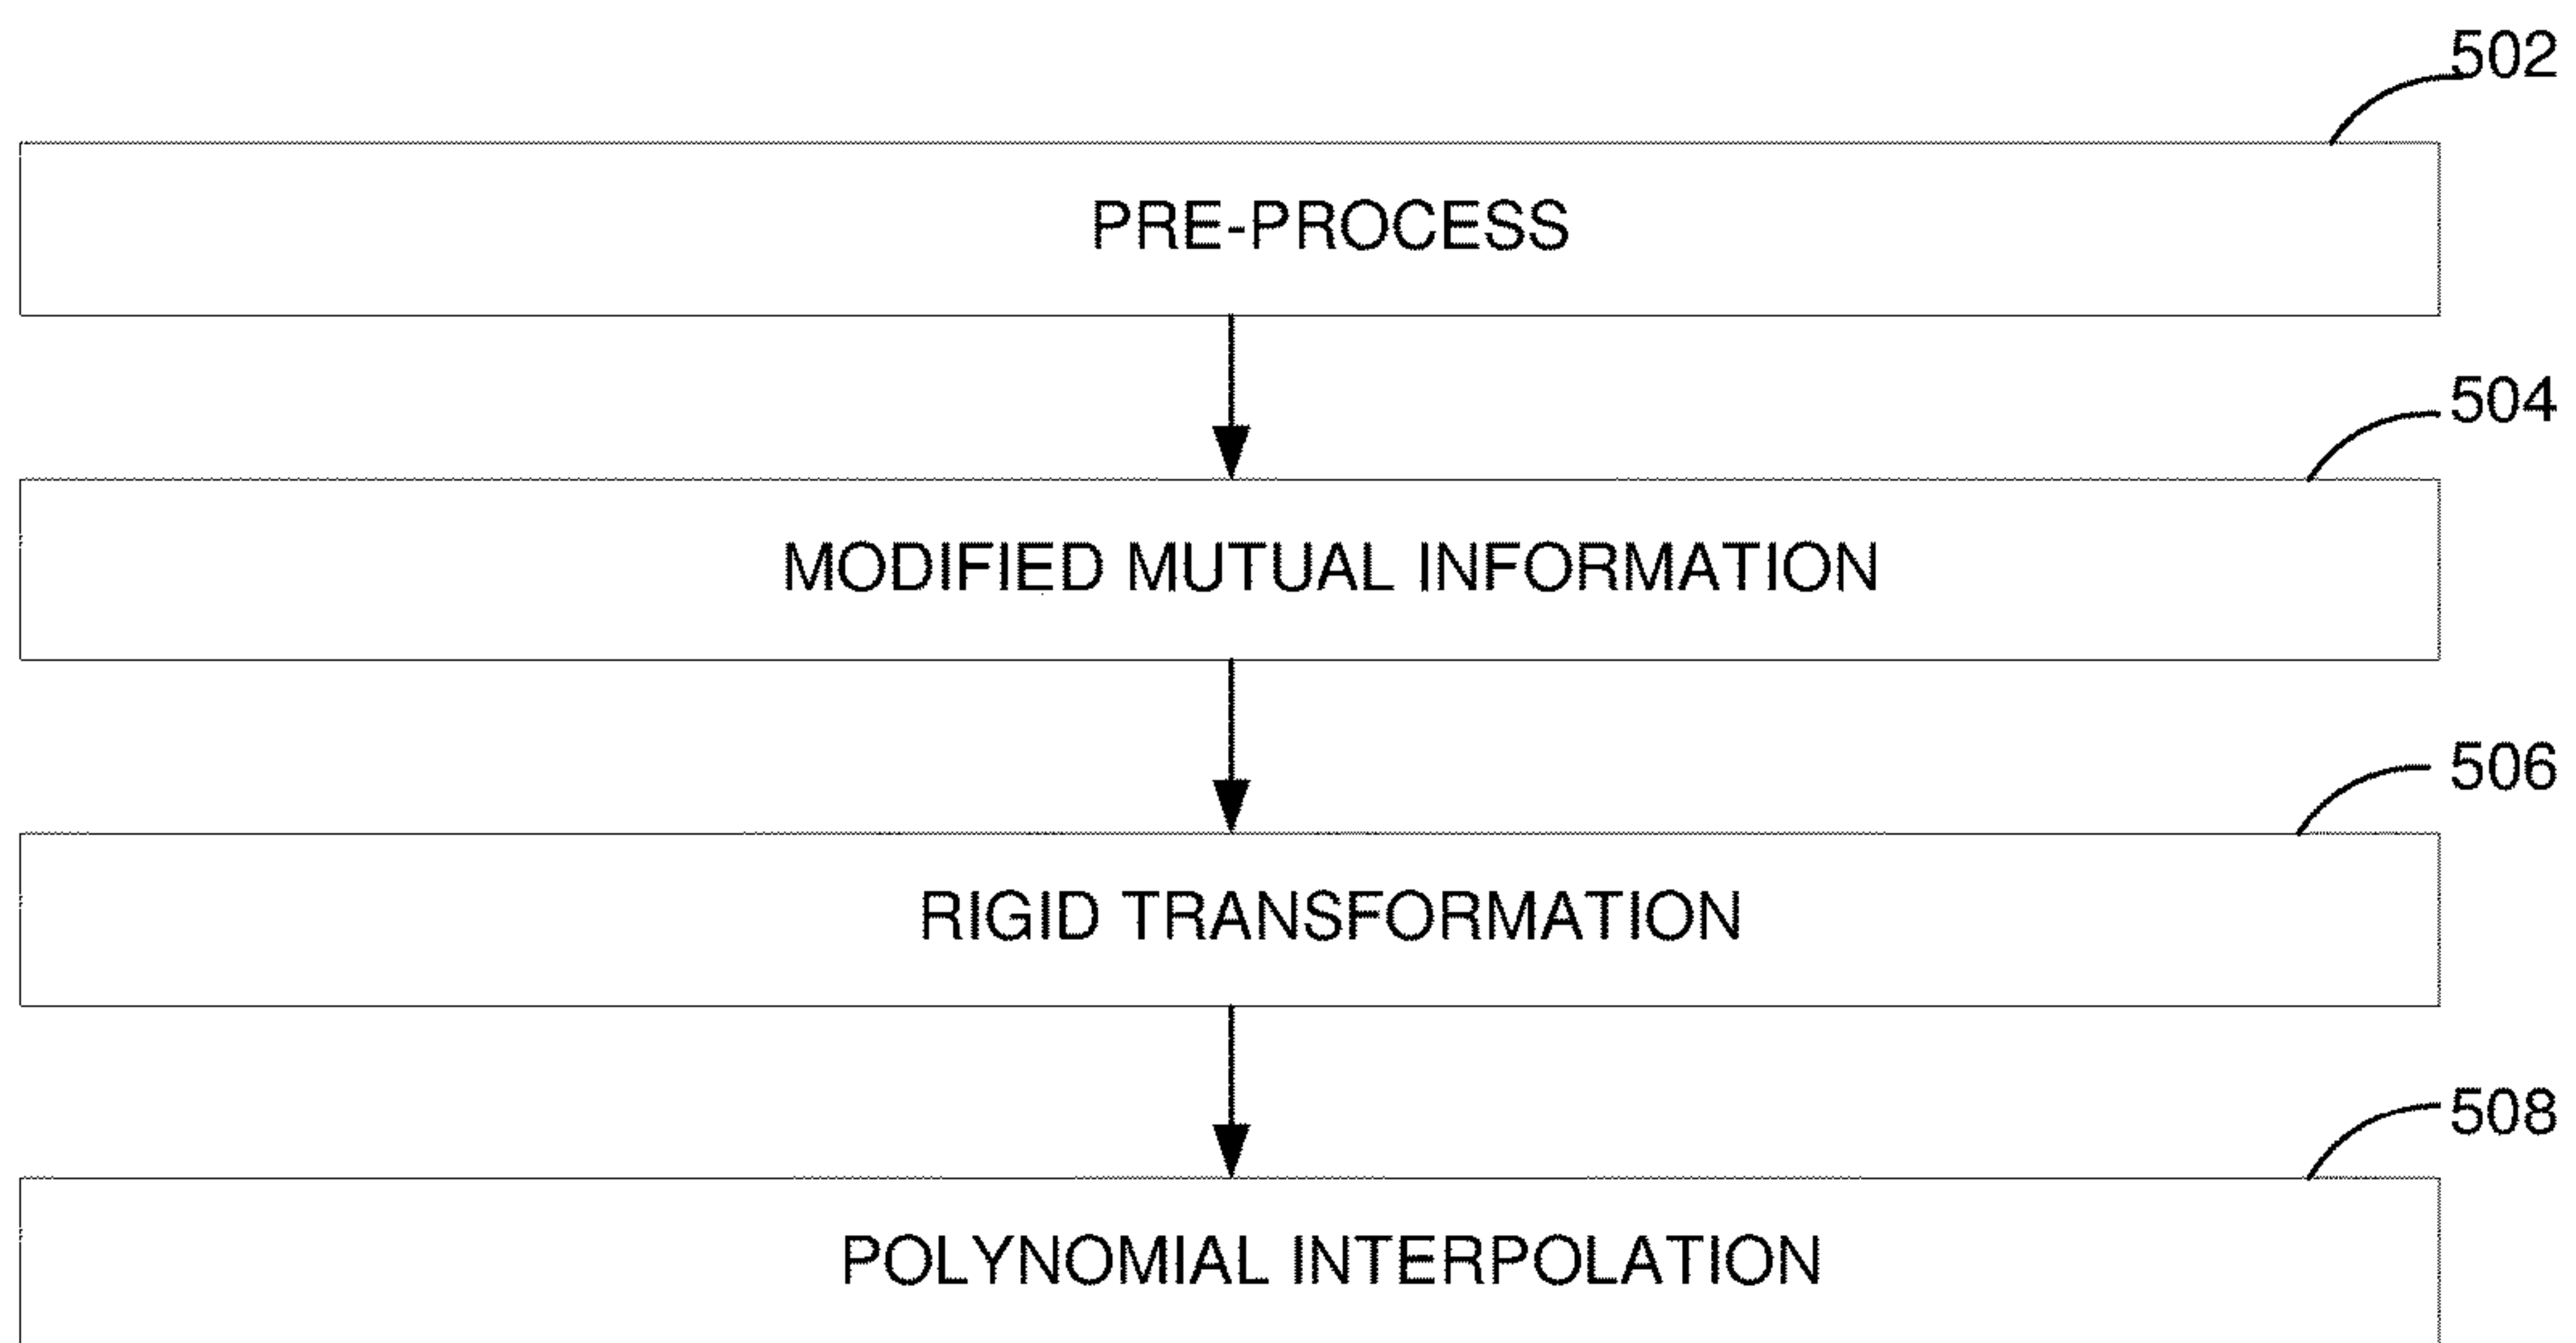 502
PRE-PROCESS
504
MODIFIED MUTUAL INFORMATION
506
RIGID TRANSFORMATION
508
POLYNOMIAL INTERPOLATION